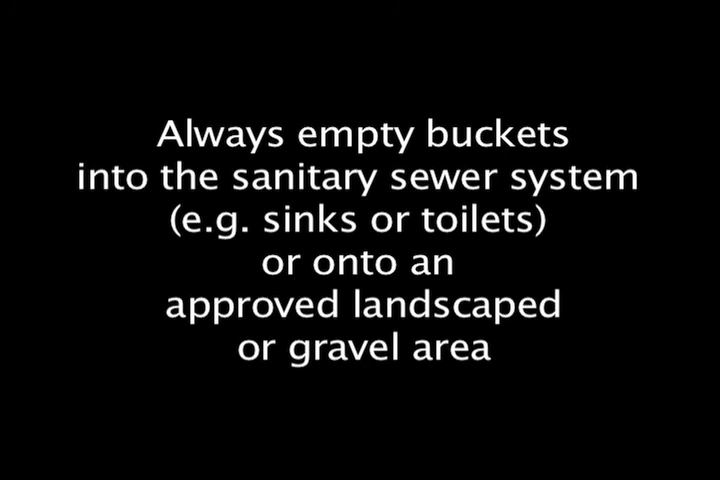 Always empty buckets
into the sanitary sewer system
(e.g. sinks or toilets)
or onto an
approved landscaped
or gravel area